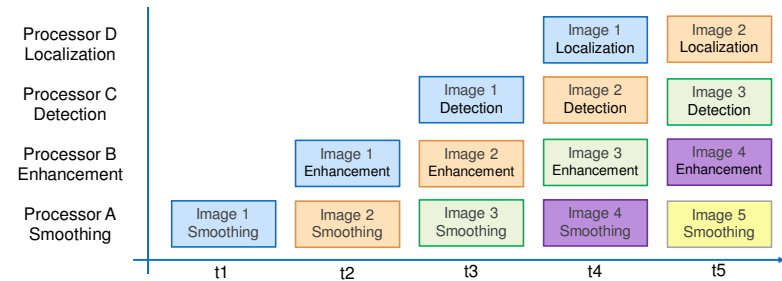 Processor D
Localization
Image 1
Localization
Image 2
Localization
Processor C
Detection
Image 1
Detection
Image 2
Detection
Image 3
Detection
Processor B
Enhancement
Image 1
Enhancement
Image 2
Enhancement
Image 3
Enhancement
Image 4
Enhancement
Processor A
Smoothing
Image 1
Smoothing
Image 2
Smoothing
Image 3
Smoothing
Image 4
Smoothing
Image 5
Smoothing
t1
t2
t3
t4
t5